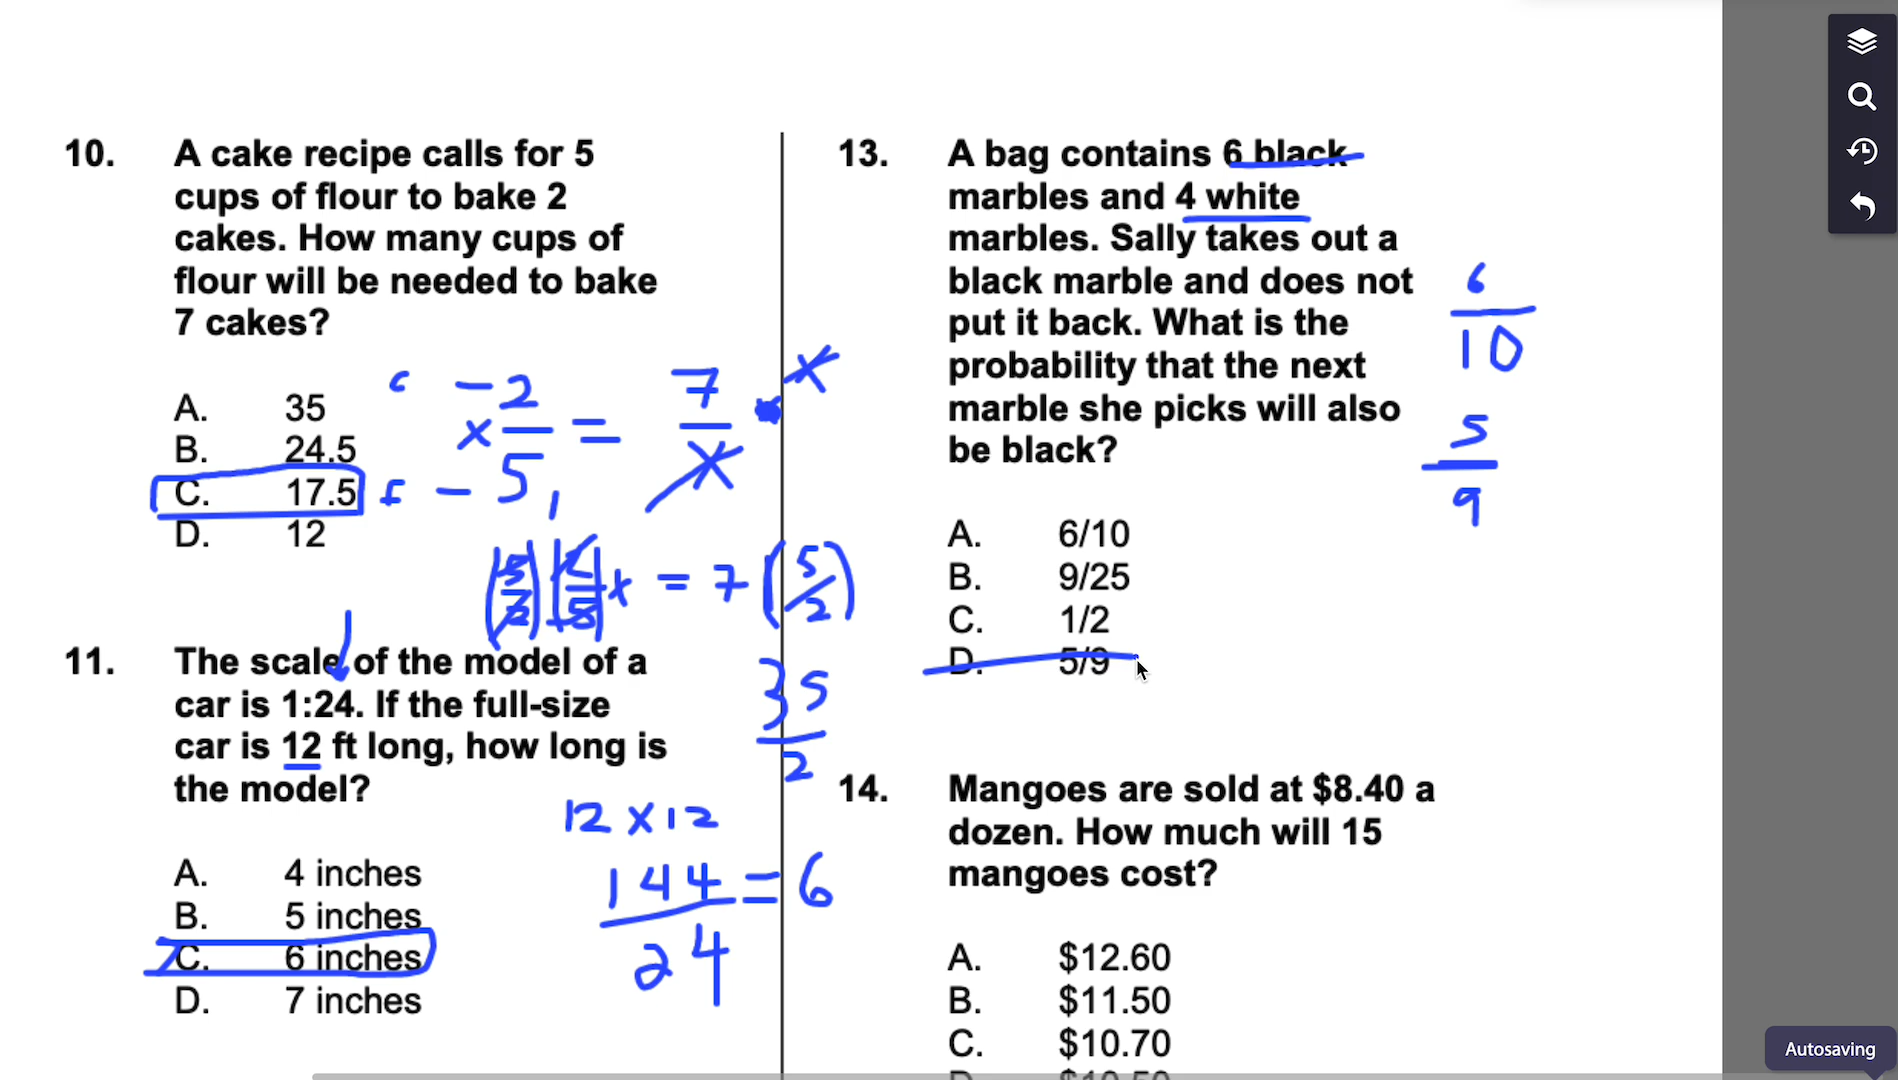 10. A cake recipe calls for 5
cups of flour to bake 2
cakes. How many cups of
flour will be needed to bake
7 cakes?
A. 35
B. 24.5
C. 17.5
D. 12
c - 2/5 = 7/x · x
x
f - 5
(5/2)(2/5)x = 7(5/2)
35/2
11. The scale of the model of a
car is 1:24. If the full-size
car is 12 ft long, how long is
the model?
12 x 12
144/24 = 6
A. 4 inches
B. 5 inches
C. 6 inches
D. 7 inches
13. A bag contains 6 black
marbles and 4 white
marbles. Sally takes out a
black marble and does not
put it back. What is the
probability that the next
marble she picks will also
be black?
6/10
5/9
A. 6/10
B. 9/25
C. 1/2
D. 5/9
14. Mangoes are sold at $8.40 a
dozen. How much will 15
mangoes cost?
A. $12.60
B. $11.50
C. $10.70
D. $10.50
Autosaving